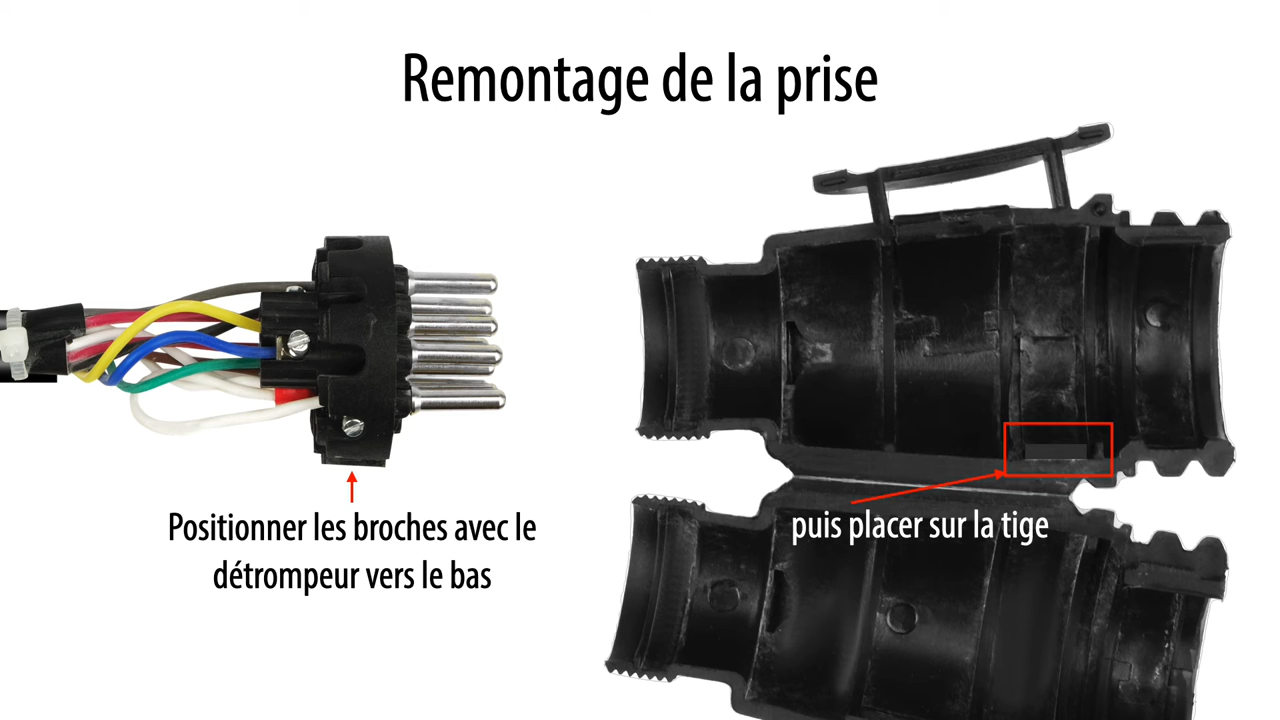 Remontage de la prise
Positionner les broches avec le
détrompeur vers le bas
puis placer sur la tige